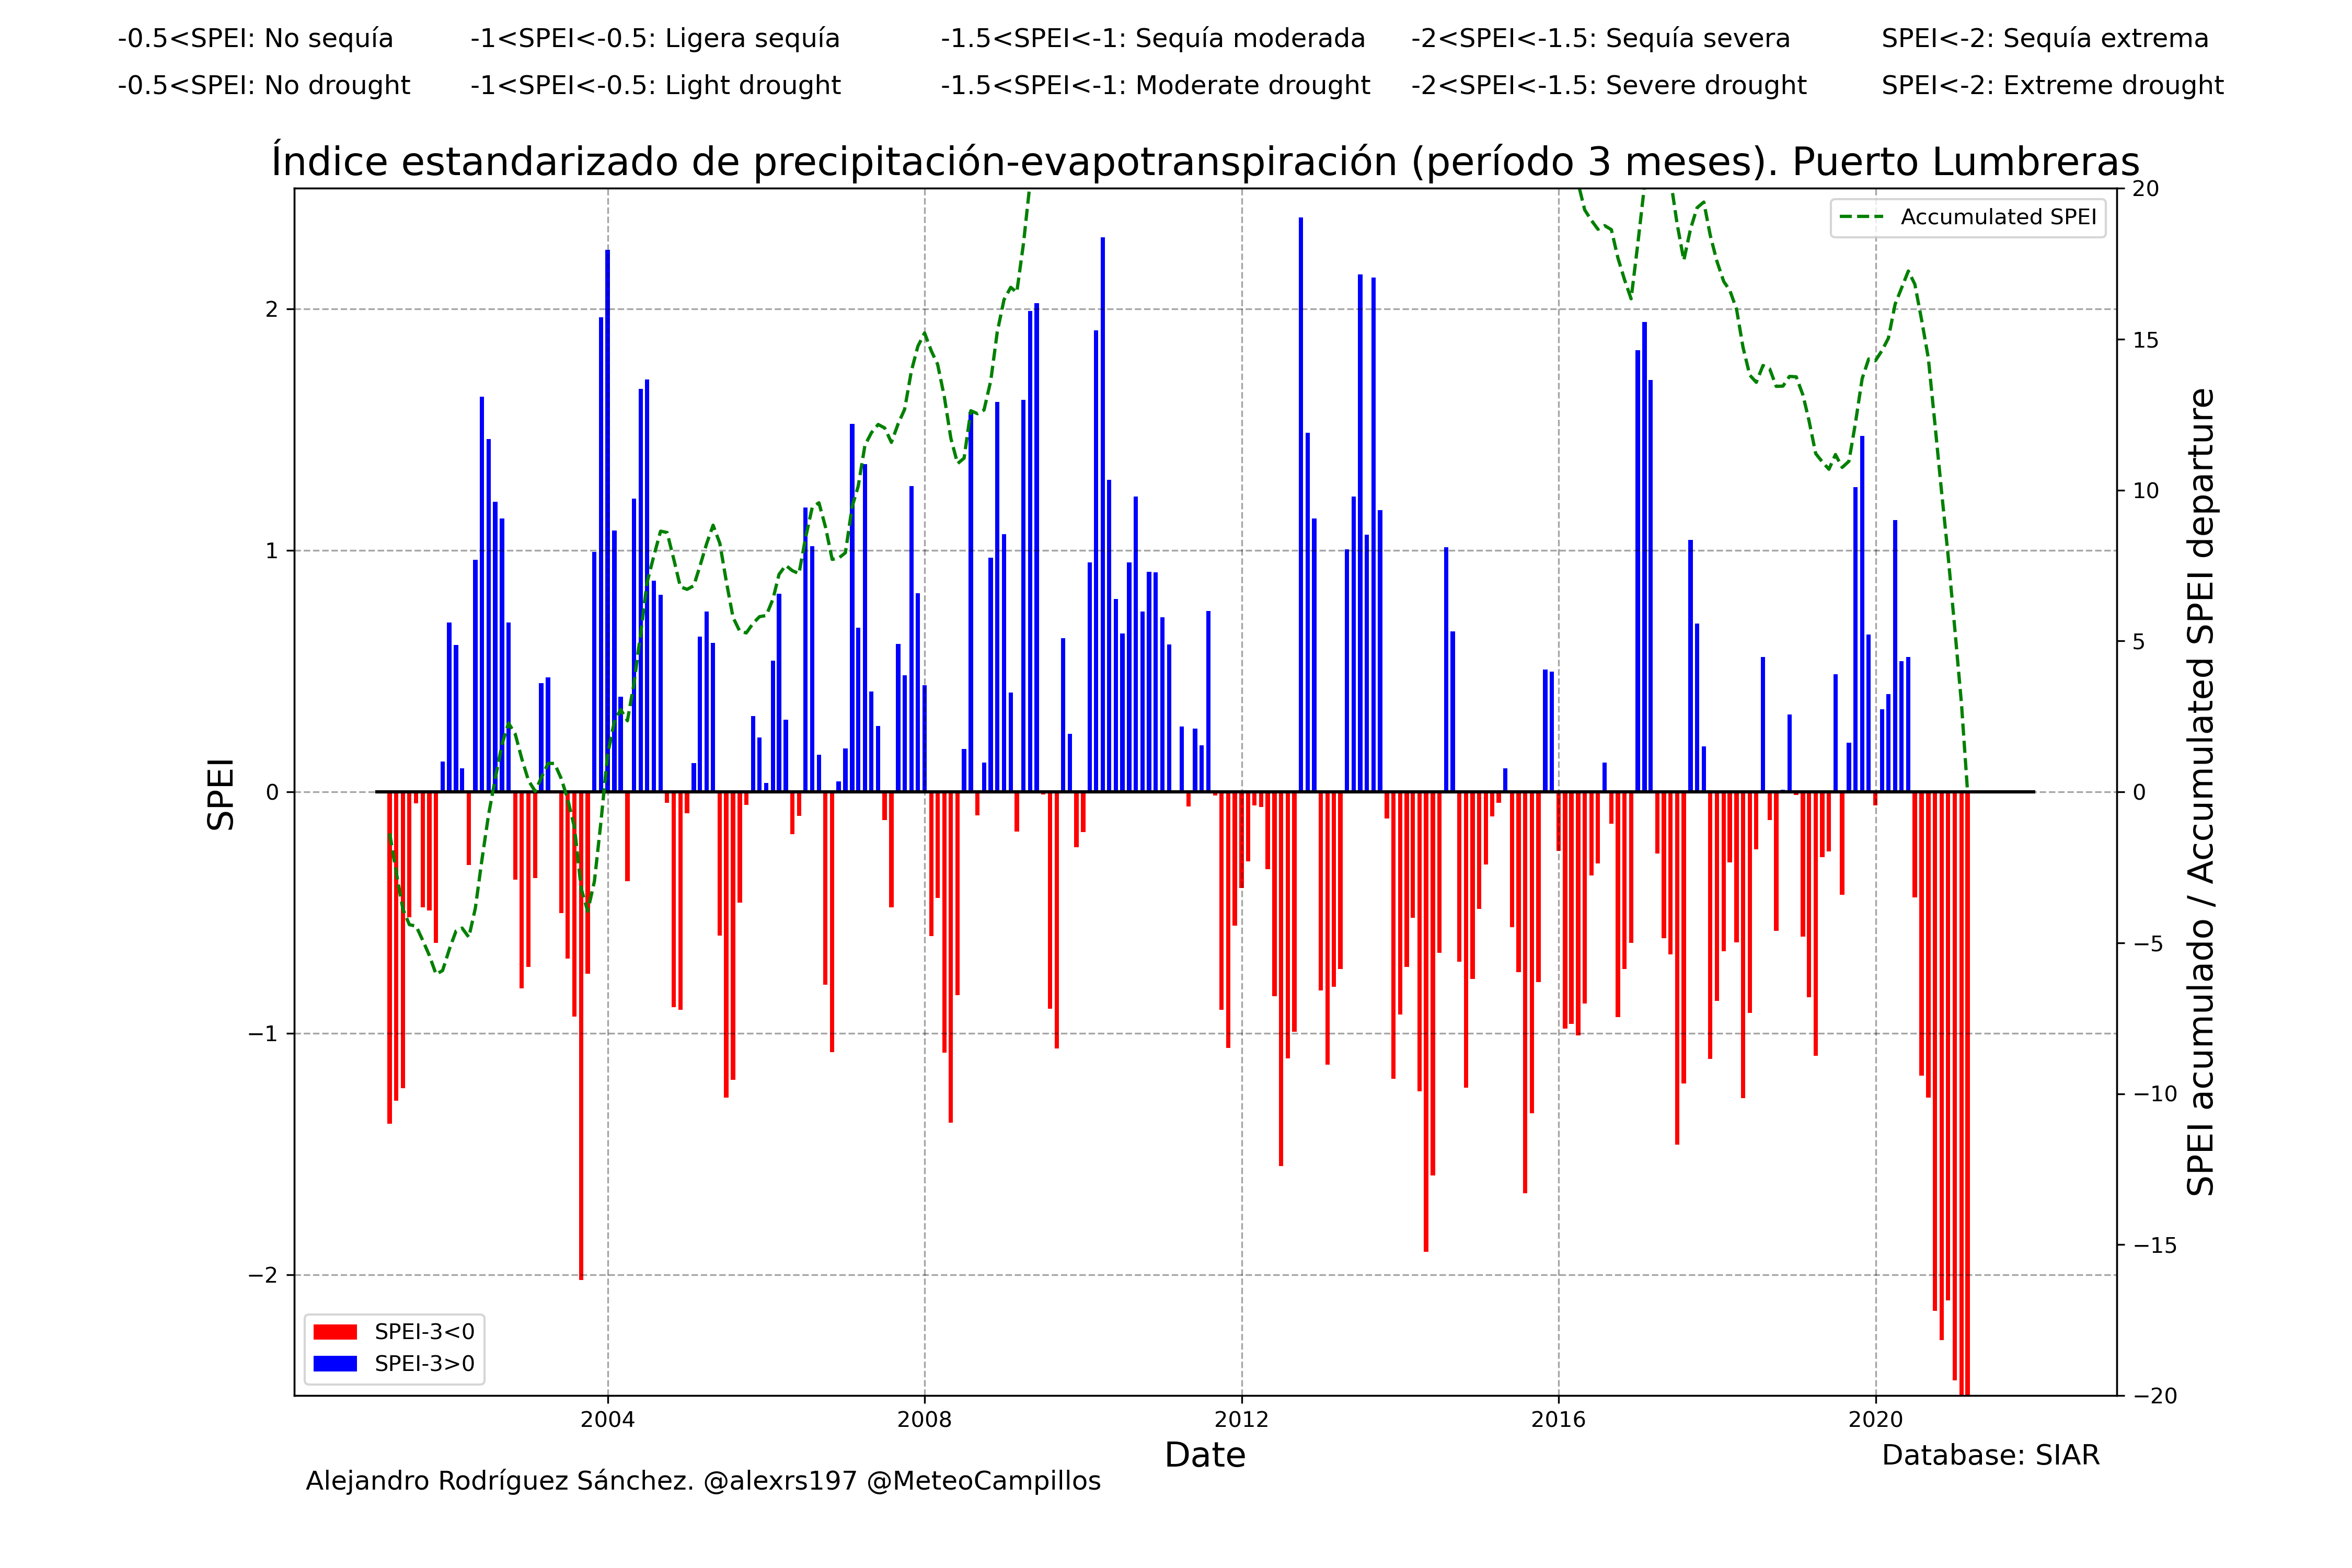 -0.5<SPEI: No sequía -1<SPEI<-0.5: Ligera sequía -1.5<SPEI<-1: Sequía moderada -2<SPEI<-1.5: Sequía severa SPEI<-2: Sequía extrema
-0.5<SPEI: No drought -1<SPEI<-0.5: Light drought -1.5<SPEI<-1: Moderate drought -2<SPEI<-1.5: Severe drought SPEI<-2: Extreme drought
Índice estandarizado de precipitación-evapotranspiración (período 3 meses). Puerto Lumbreras
Accumulated SPEI
SPEI
2
1
0
−1
−2
20
15
10
5
0
−5
−10
−15
−20
SPEI acumulado / Accumulated SPEI departure
SPEI-3<0
SPEI-3>0
2004 2008 2012 2016 2020
Date
Database: SIAR
Alejandro Rodríguez Sánchez. @alexrs197 @MeteoCampillos